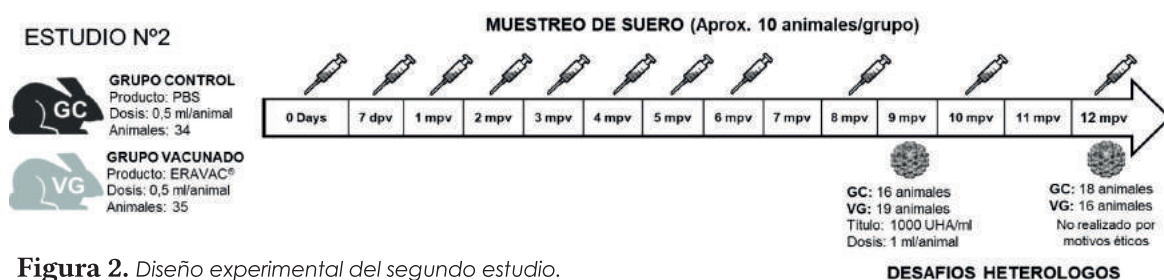 ESTUDIO Nº2
MUESTREO DE SUERO (Aprox. 10 animales/grupo)
GC
GRUPO CONTROL
Producto: PBS
Dosis: 0,5 ml/animal
Animales: 34
VG
GRUPO VACUNADO
Producto: ERAVAC®
Dosis: 0,5 ml/animal
Animales: 35
0 Days 7 dpv 1 mpv 2 mpv 3 mpv 4 mpv 5 mpv 6 mpv 7 mpv 8 mpv 9 mpv 10 mpv 11 mpv 12 mpv
GC: 16 animales
VG: 19 animales
Titulo: 1000 UHA/ml
Dosis: 1 ml/animal
GC: 18 animales
VG: 16 animales
No realizado por
motivos éticos
DESAFIOS HETEROLOGOS
Figura 2. Diseño experimental del segundo estudio.